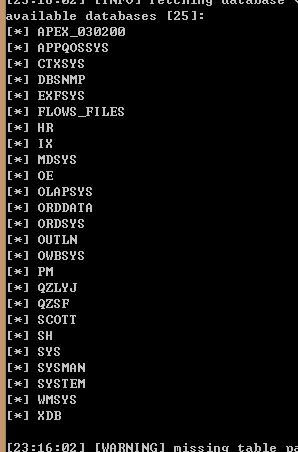 [23:16:02] [INFO] fetching database
available databases [25]:
[*] APEX_030200
[*] APPQOSSYS
[*] CTXSYS
[*] DBSNMP
[*] EXFSYS
[*] FLOWS_FILES
[*] HR
[*] IX
[*] MDSYS
[*] OE
[*] OLAPSYS
[*] ORDDATA
[*] ORDSYS
[*] OUTLN
[*] OWBSYS
[*] PM
[*] QZLYJ
[*] QZSF
[*] SCOTT
[*] SH
[*] SYS
[*] SYSMAN
[*] SYSTEM
[*] WMSYS
[*] XDB
[23:16:02] [WARNING] missing table pa